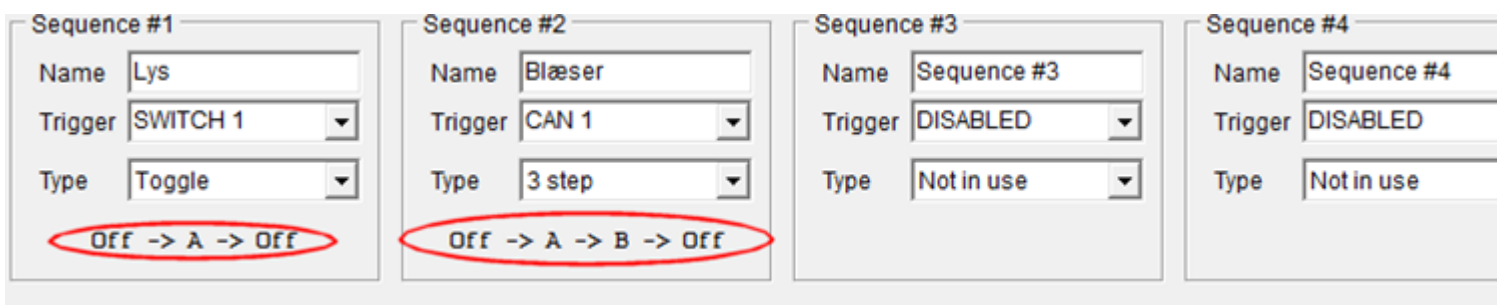 Sequence #1
Name Lys
Trigger SWITCH 1
Type Toggle
Off -> A -> Off
Sequence #2
Name Blæser
Trigger CAN 1
Type 3 step
Off -> A -> B -> Off
Sequence #3
Name Sequence #3
Trigger DISABLED
Type Not in use
Sequence #4
Name Sequence #4
Trigger DISABLED
Type Not in use